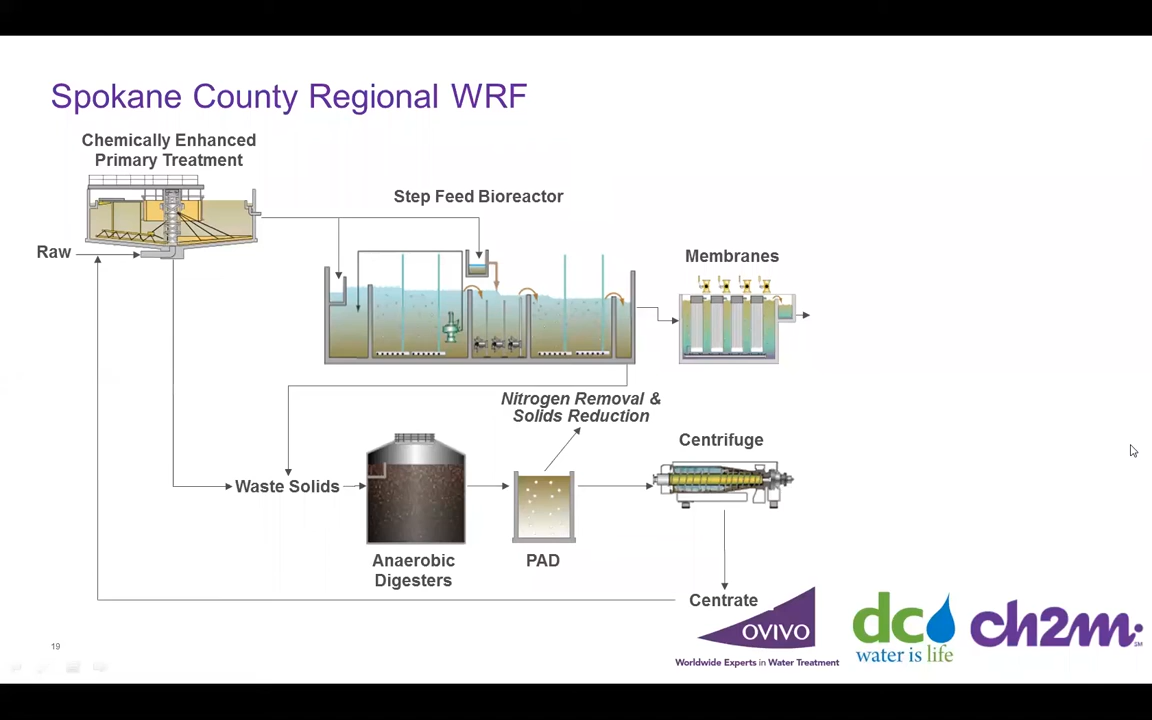 Spokane County Regional WRF
Chemically Enhanced
Primary Treatment
Step Feed Bioreactor
Raw
Membranes
Nitrogen Removal &
Solids Reduction
Centrifuge
Waste Solids
Anaerobic
Digesters
PAD
Centrate
OVIVO
Worldwide Experts in Water Treatment
dc
water is life
ch2m
SM
19